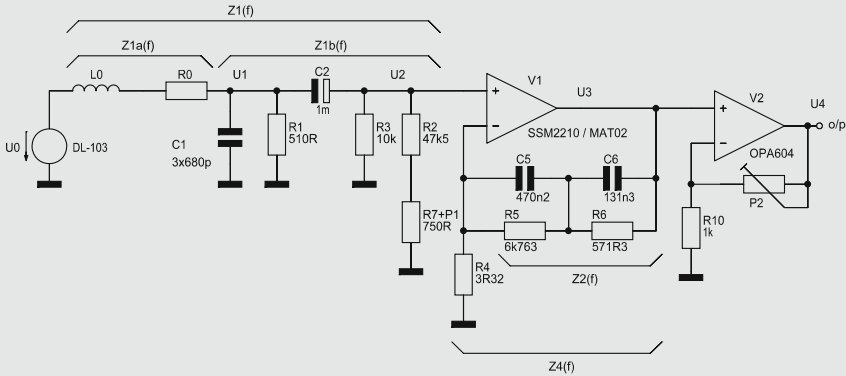 Z1(f)
Z1a(f)
Z1b(f)
L0
R0
U1
C2
1m
U2
V1
U3
V2
U4
o/p
U0
DL-103
C1
3x680p
R1
510R
R3
10k
R2
47k5
+
−
SSM2210 / MAT02
+
−
OPA604
C5
470n2
C6
131n3
P2
R7+P1
750R
R5
6k763
R6
571R3
R10
1k
R4
3R32
Z2(f)
Z4(f)